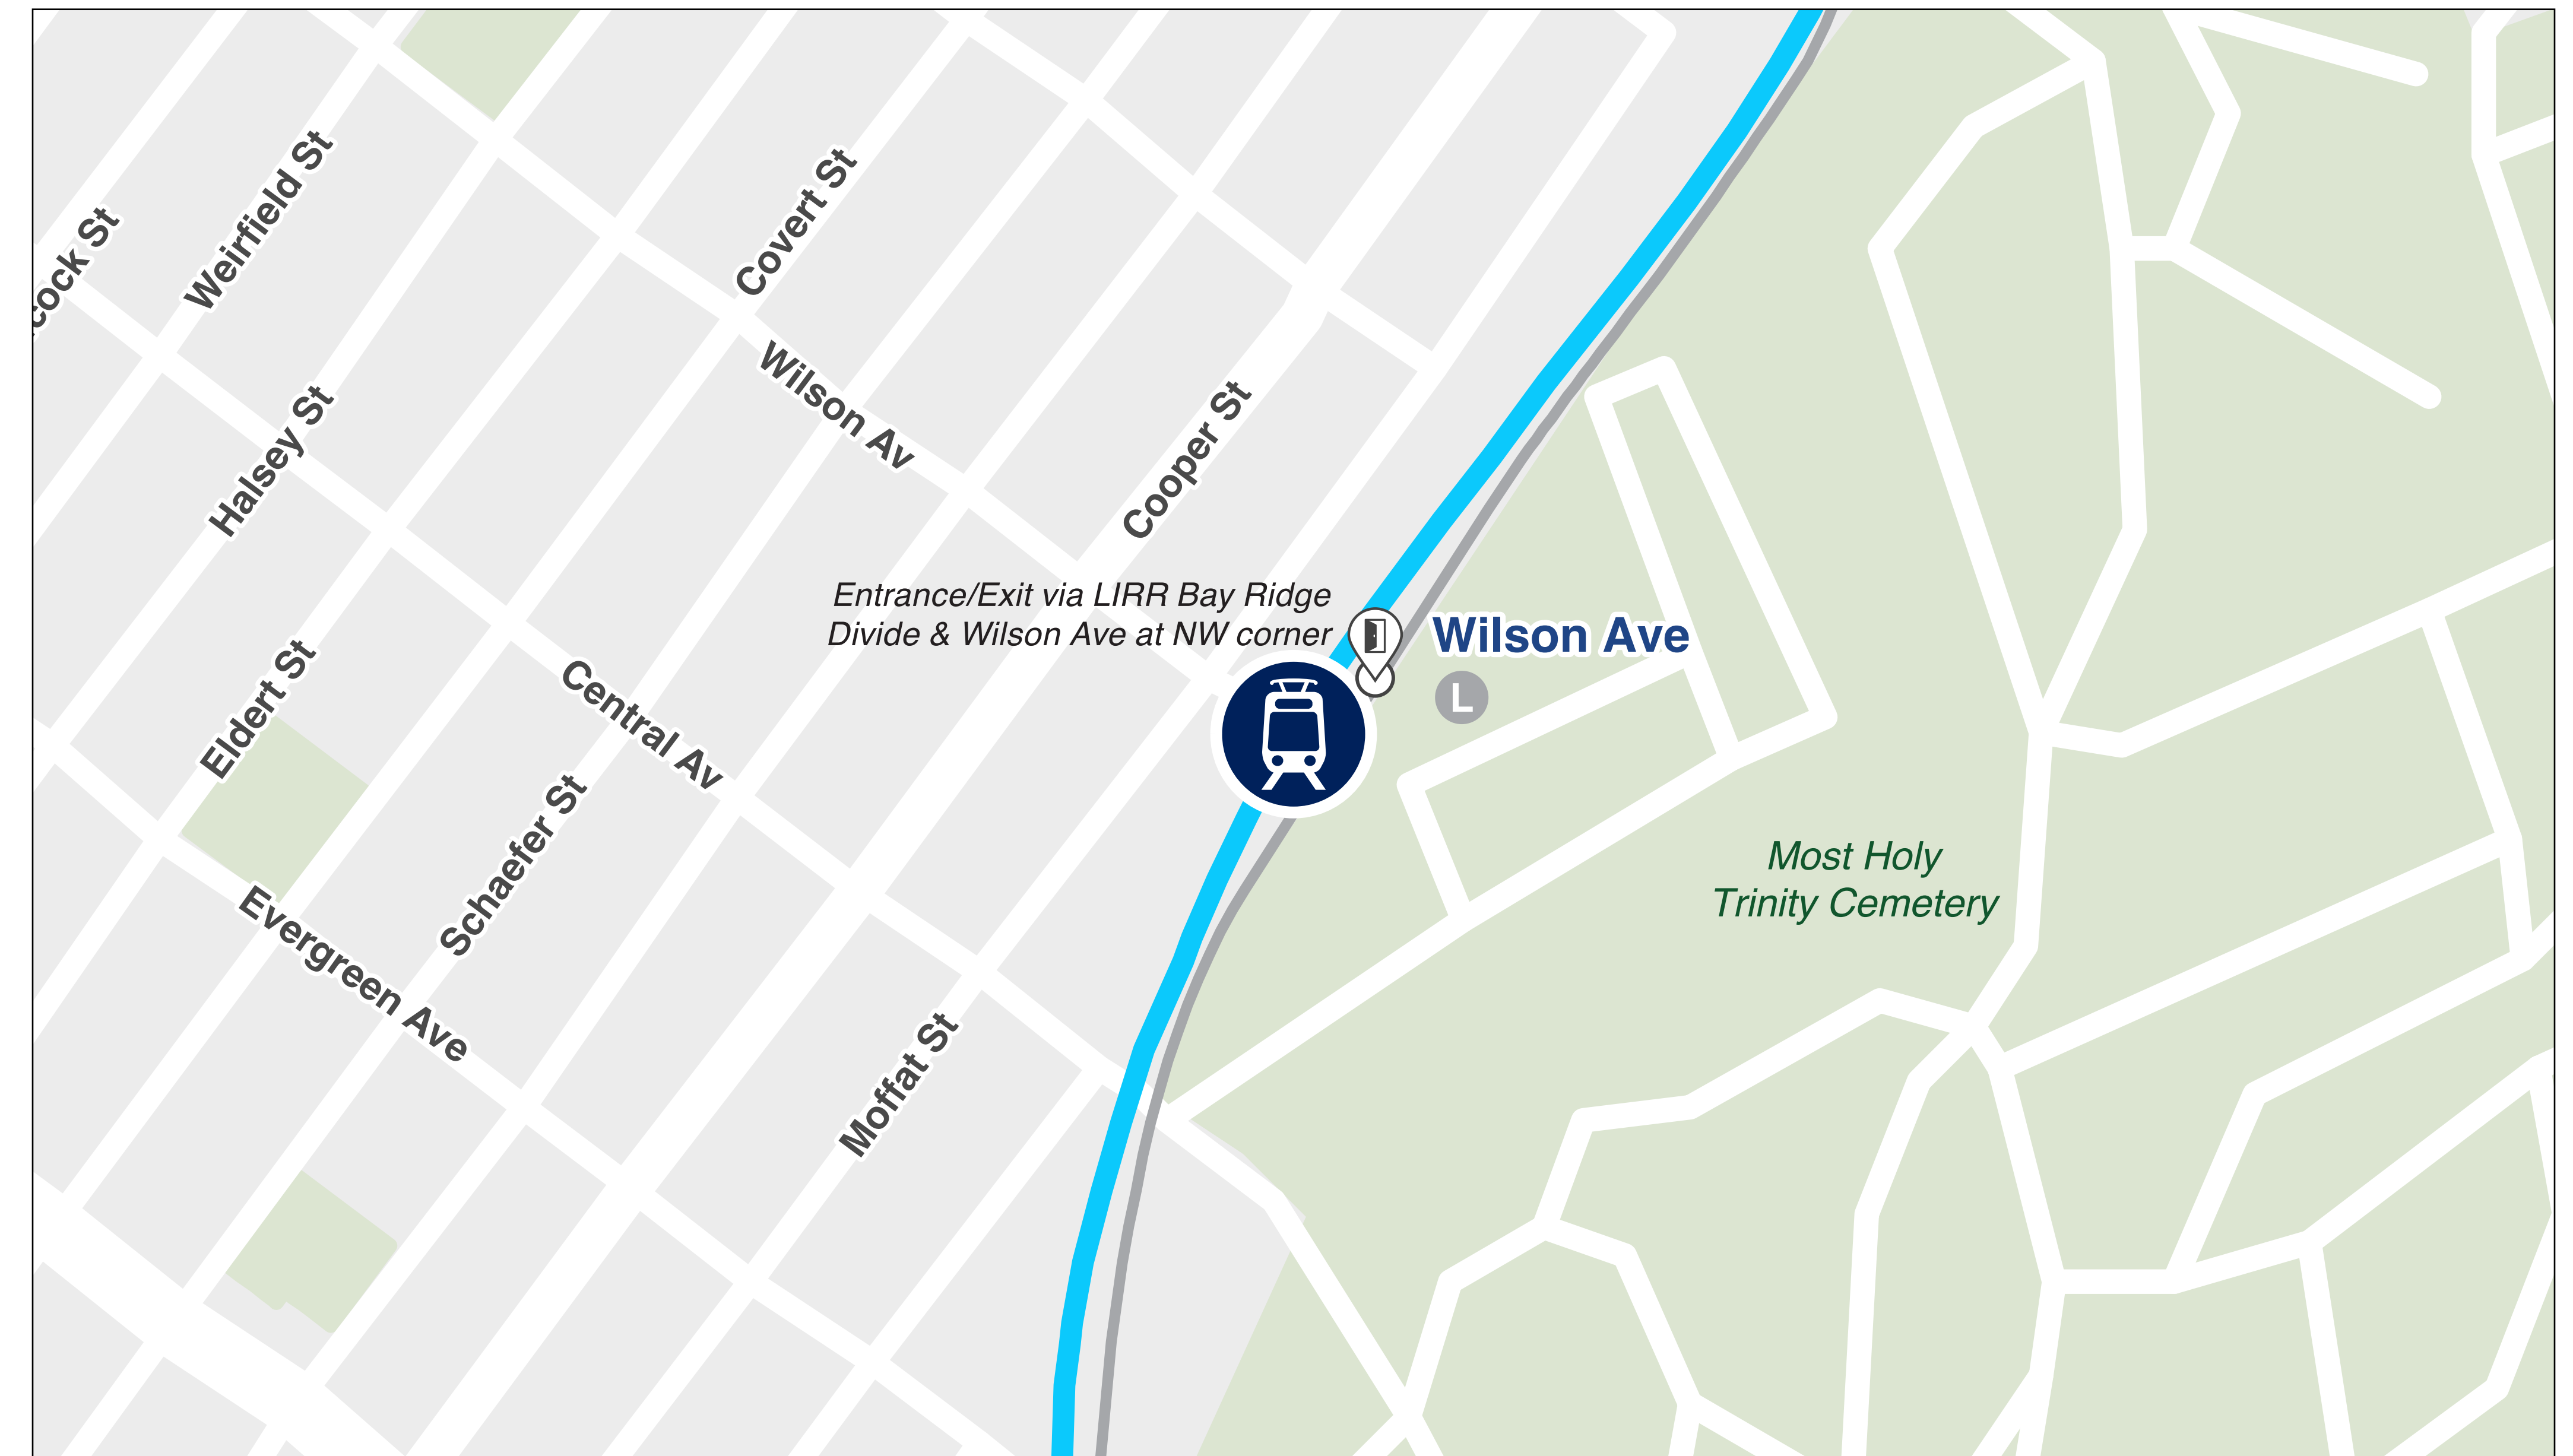 Weirfield St
cock St
Covert St
Wilson Av
Halsey St
Cooper St
Entrance/Exit via LIRR Bay Ridge
Divide & Wilson Ave at NW corner
Wilson Ave
L
Eldert St
Central Av
Schaefer St
Evergreen Ave
Most Holy
Trinity Cemetery
Moffat St